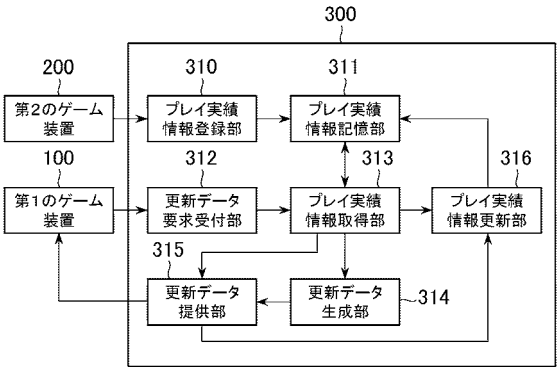 300
200
310
311
第2のゲーム
装置
プレイ実績
情報登録部
プレイ実績
情報記憶部
100
312
313
316
第1のゲーム
装置
更新データ
要求受付部
プレイ実績
情報取得部
プレイ実績
情報更新部
315
更新データ
提供部
更新データ
生成部
314